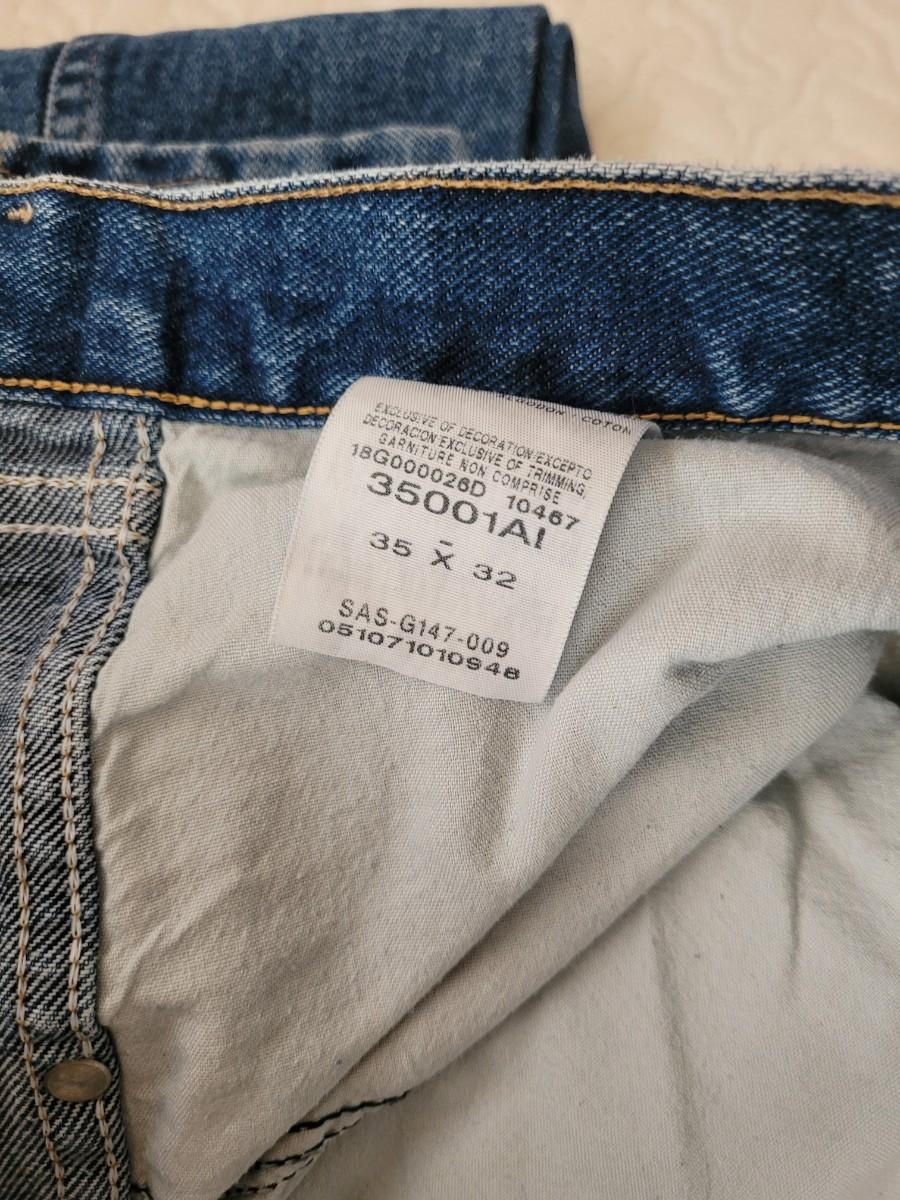 COTON
EXCLUSIVE OF DECORATION/EXCEPTO
DECORACION/EXCLUSIVE OF TRIMMING,
GARNITURE NON COMPRISE
18G000026D 10467
35001AI
-
35 X 32
SAS-G147-009
051071010948